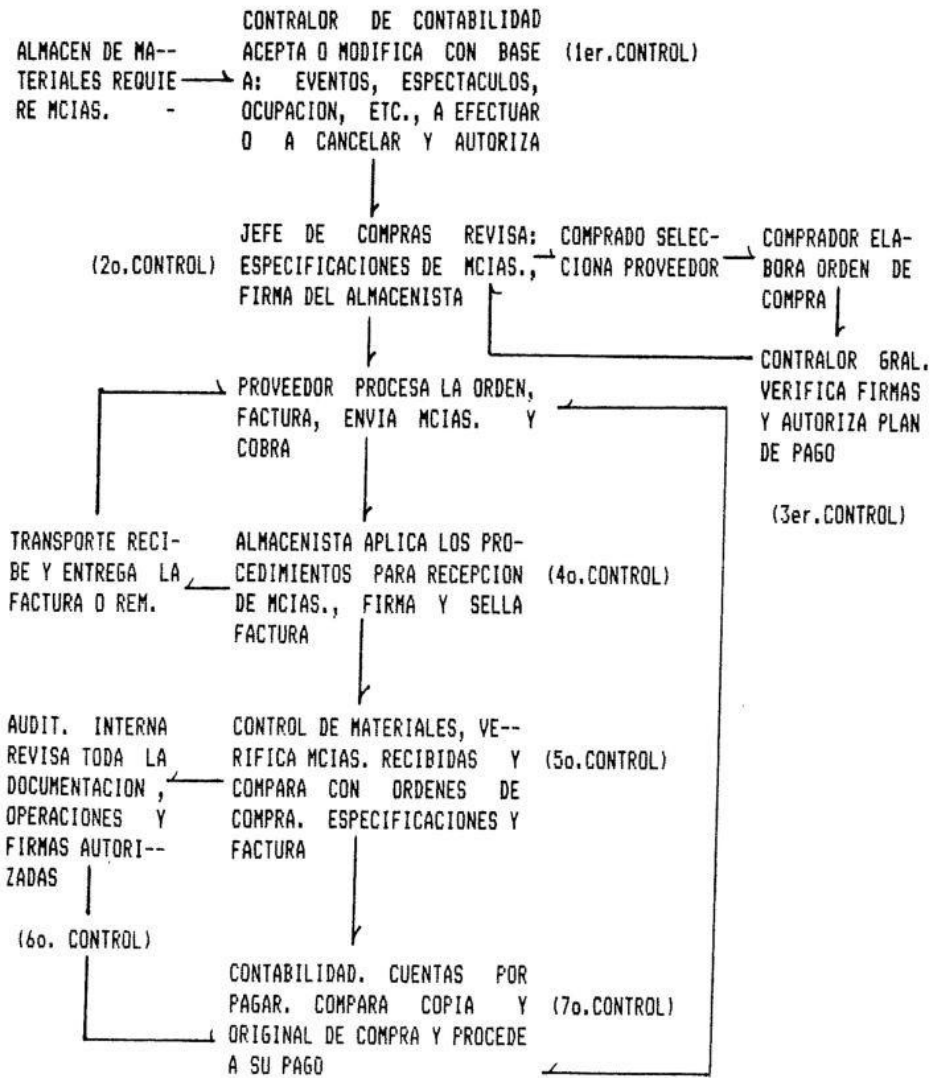 CONTRALOR DE CONTABILIDAD
ACEPTA O MODIFICA CON BASE
A: EVENTOS, ESPECTACULOS,
OCUPACION, ETC., A EFECTUAR
O A CANCELAR Y AUTORIZA
(1er.CONTROL)
ALMACEN DE MA--
TERIALES REQUIE
RE MCIAS. -
JEFE DE COMPRAS REVISA:
ESPECIFICACIONES DE MCIAS.,
FIRMA DEL ALMACENISTA
(2o.CONTROL)
COMPRADO SELEC-
CIONA PROVEEDOR
COMPRADOR ELA-
BORA ORDEN DE
COMPRA
CONTRALOR GRAL.
VERIFICA FIRMAS
Y AUTORIZA PLAN
DE PAGO
(3er.CONTROL)
PROVEEDOR PROCESA LA ORDEN,
FACTURA, ENVIA MCIAS. Y
COBRA
TRANSPORTE RECI-
BE Y ENTREGA LA
FACTURA O REM.
ALMACENISTA APLICA LOS PRO-
CEDIMIENTOS PARA RECEPCION
DE MCIAS., FIRMA Y SELLA
FACTURA
(4o.CONTROL)
AUDIT. INTERNA
REVISA TODA LA
DOCUMENTACION ,
OPERACIONES Y
FIRMAS AUTORI--
ZADAS
(6o. CONTROL)
CONTROL DE MATERIALES, VE--
RIFICA MCIAS. RECIBIDAS Y
COMPARA CON ORDENES DE
COMPRA. ESPECIFICACIONES Y
FACTURA
(5o.CONTROL)
CONTABILIDAD. CUENTAS POR
PAGAR. COMPARA COPIA Y
ORIGINAL DE COMPRA Y PROCEDE
A SU PAGO
(7o.CONTROL)